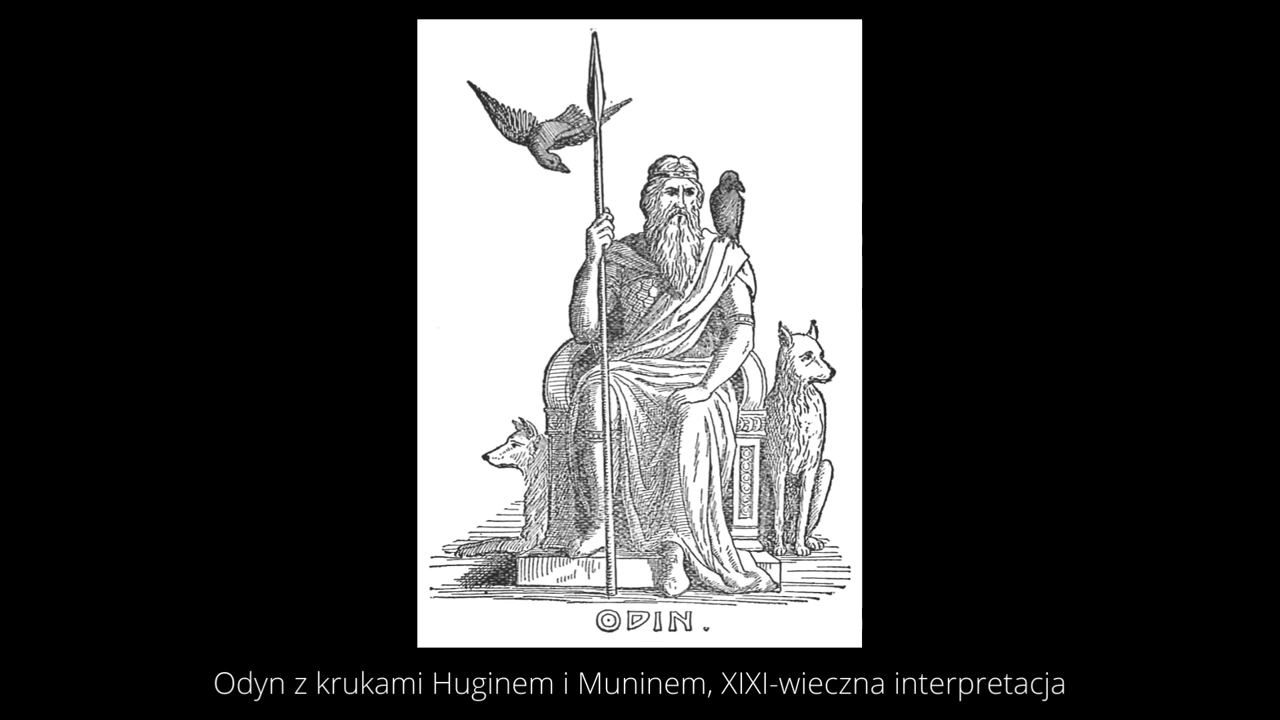 ODIN.
Odyn z krukami Huginem i Muninem, XIXI-wieczna interpretacja